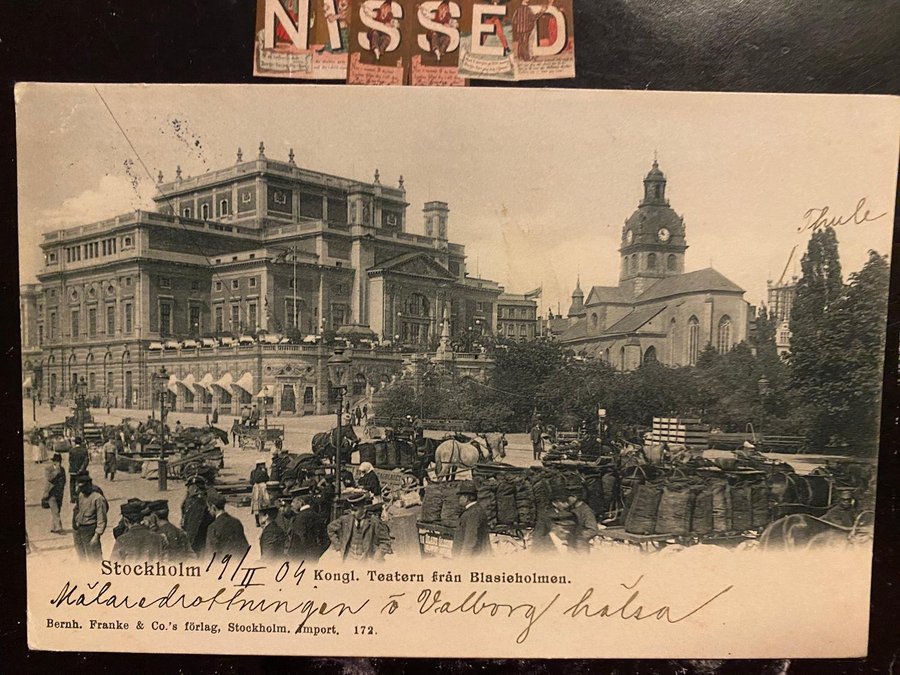 NISSED
Thule
Stockholm 19/II 04 Kongl. Teatern från Blasieholmen.
Mälaredrottningen o Valborg hälsa
Bernh. Franke & Co.'s förlag, Stockholm. Import. 172.